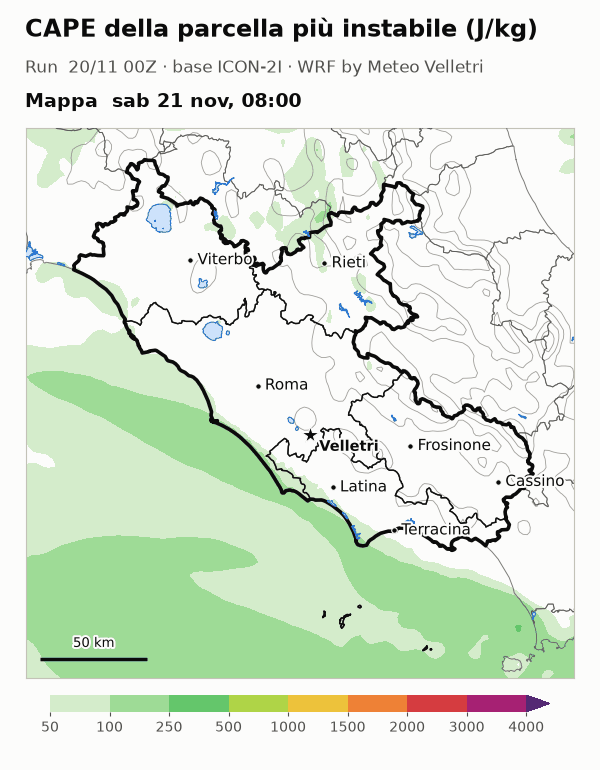 CAPE della parcella più instabile (J/kg)
Run  20/11 00Z · base ICON-2I · WRF by Meteo Velletri
Mappa  sab 21 nov, 08:00
Viterbo
Rieti
Roma
Velletri
Frosinone
Cassino
Latina
Terracina
50 km
50 100 250 500 1000 1500 2000 3000 4000